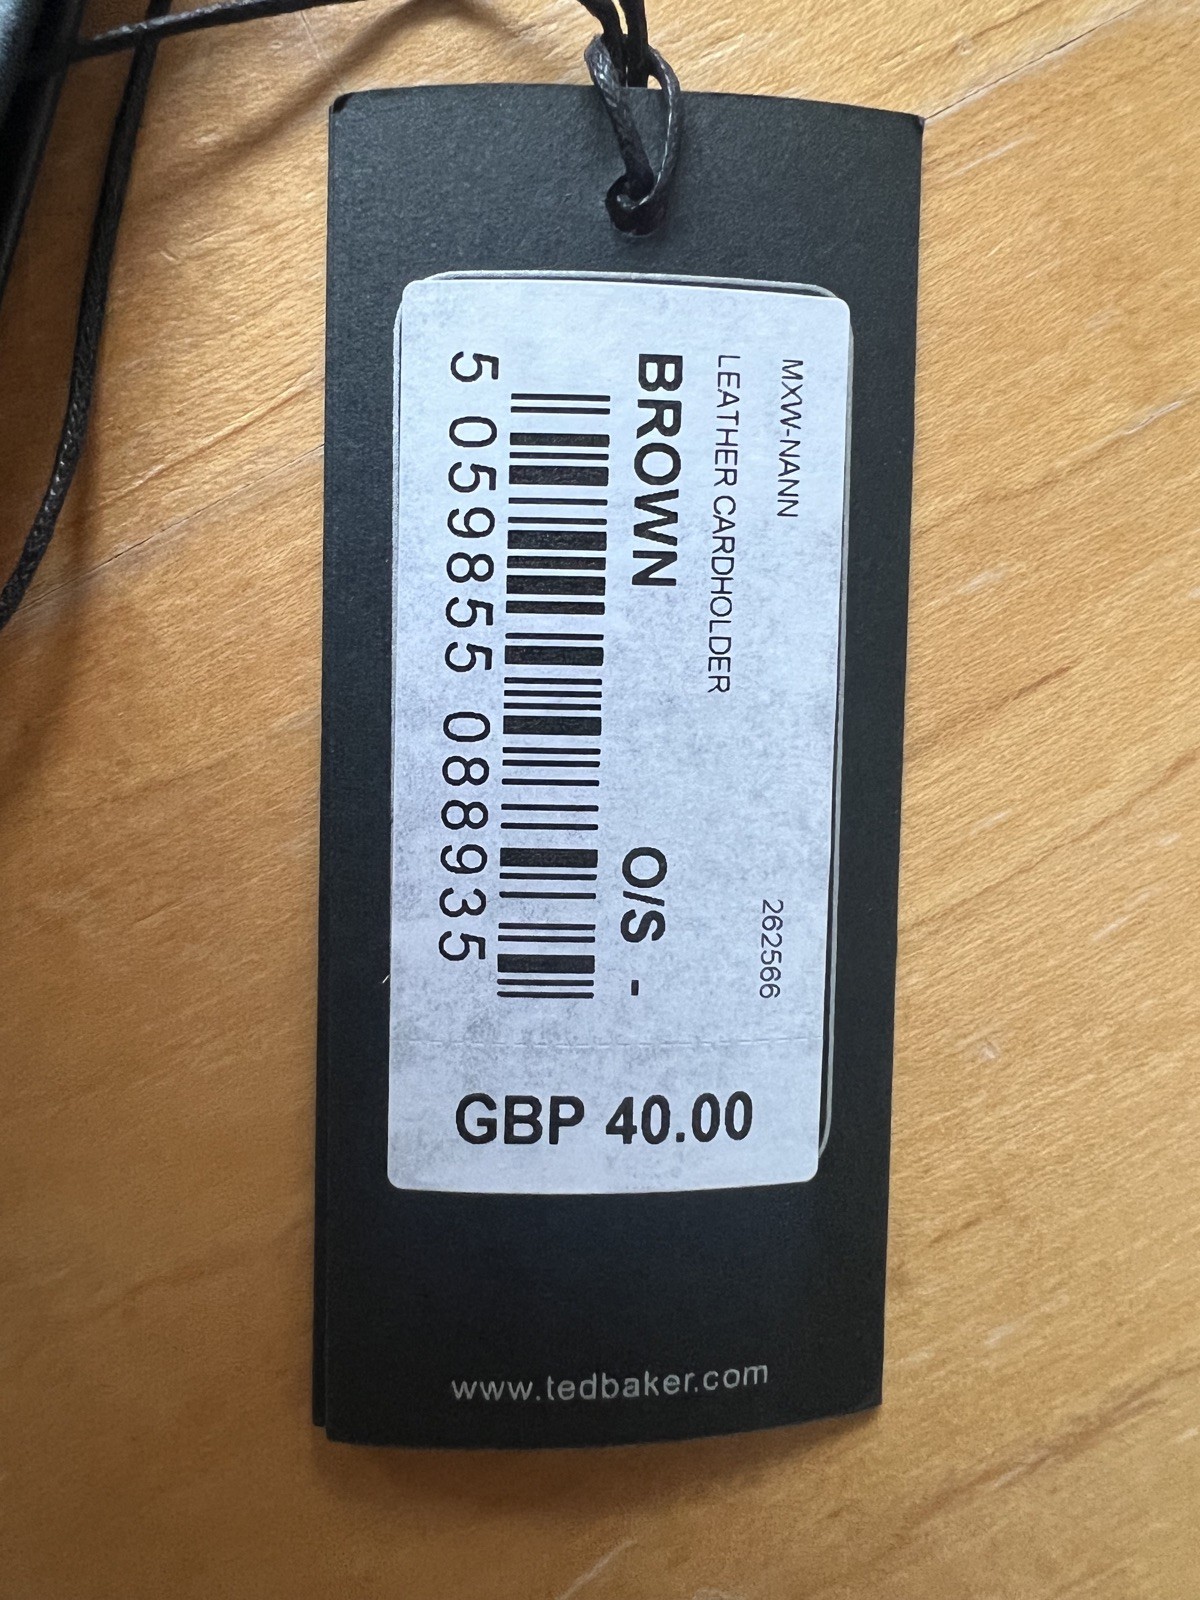 MXW-NANN 262566
LEATHER CARDHOLDER
BROWN O/S -
5 059855 088935
GBP 40.00
www.tedbaker.com